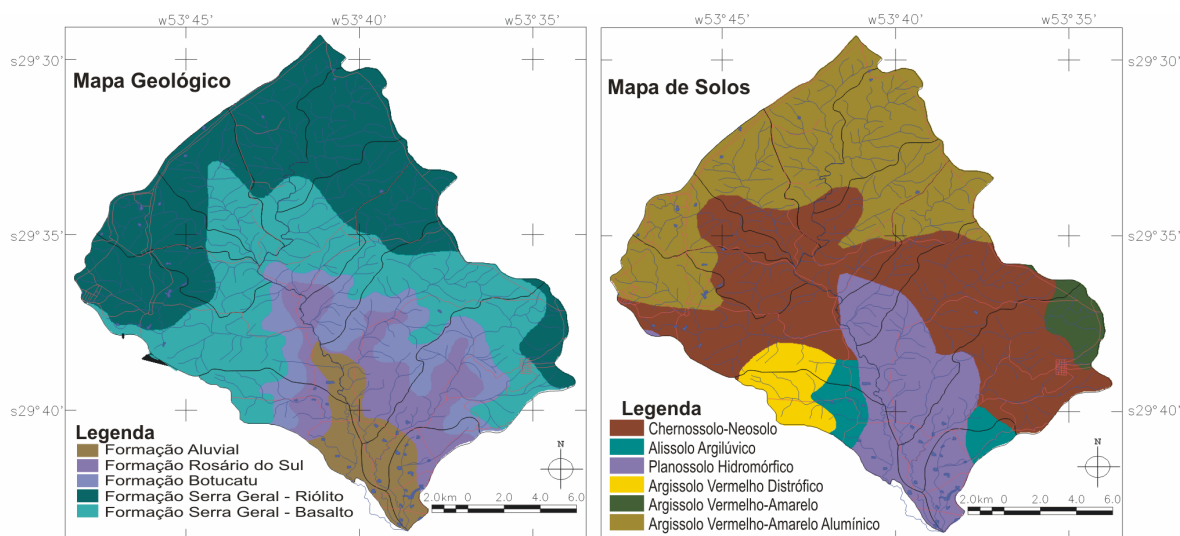 w53°45' w53°40' w53°35'
s29°30'
s29°35'
s29°40'
Mapa Geológico
Legenda
Formação Aluvial
Formação Rosário do Sul
Formação Botucatu
Formação Serra Geral - Riólito
Formação Serra Geral - Basalto
N
2.0km 0 2.0 4.0 6.0
w53°45' w53°40' w53°35'
s29°30'
s29°35'
s29°40'
Mapa de Solos
Legenda
Chernossolo-Neosolo
Alissolo Argilúvico
Planossolo Hidromórfico
Argissolo Vermelho Distrófico
Argissolo Vermelho-Amarelo
Argissolo Vermelho-Amarelo Alumínico
N
2.0km 0 2.0 4.0 6.0